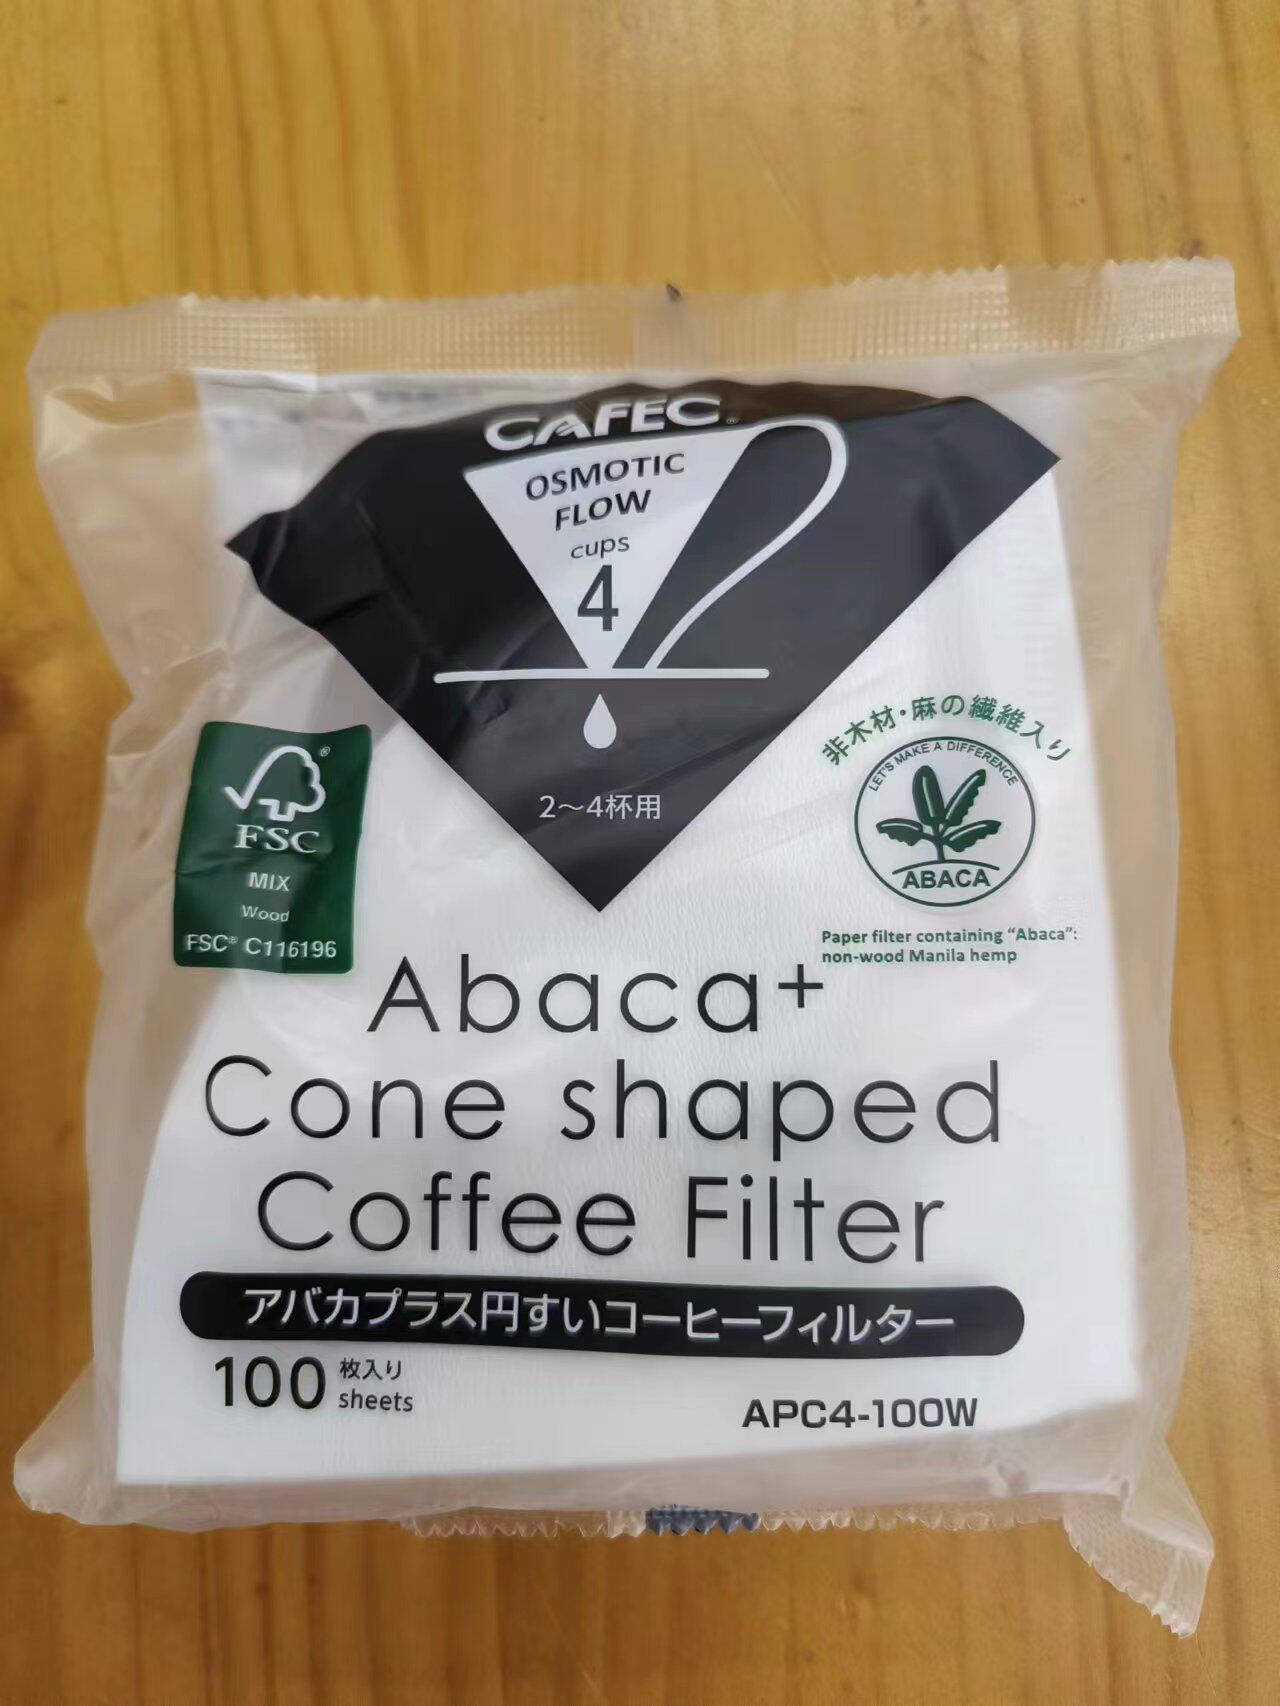 CAFEC®
OSMOTIC
FLOW
cups
4
2～4杯用
®
FSC
MIX
Wood
FSC® C116196
非木材・麻の繊維入り
LET'S MAKE A DIFFERENCE
ABACA
Paper filter containing “Abaca”:
non-wood Manila hemp
Abaca+
Cone shaped
Coffee Filter
アバカプラス円すいコーヒーフィルター
100 枚入り
sheets
APC4-100W